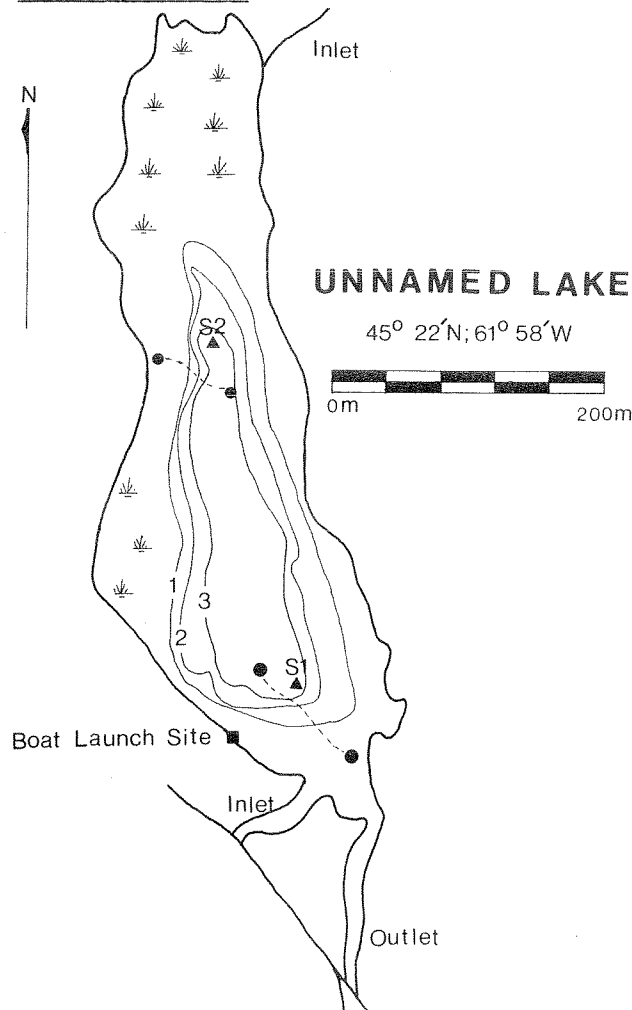 Inlet
N
UNNAMED LAKE
45° 22′N; 61° 58′W
0m
200m
S2
1
3
2
S1
Boat Launch Site
Inlet
Outlet